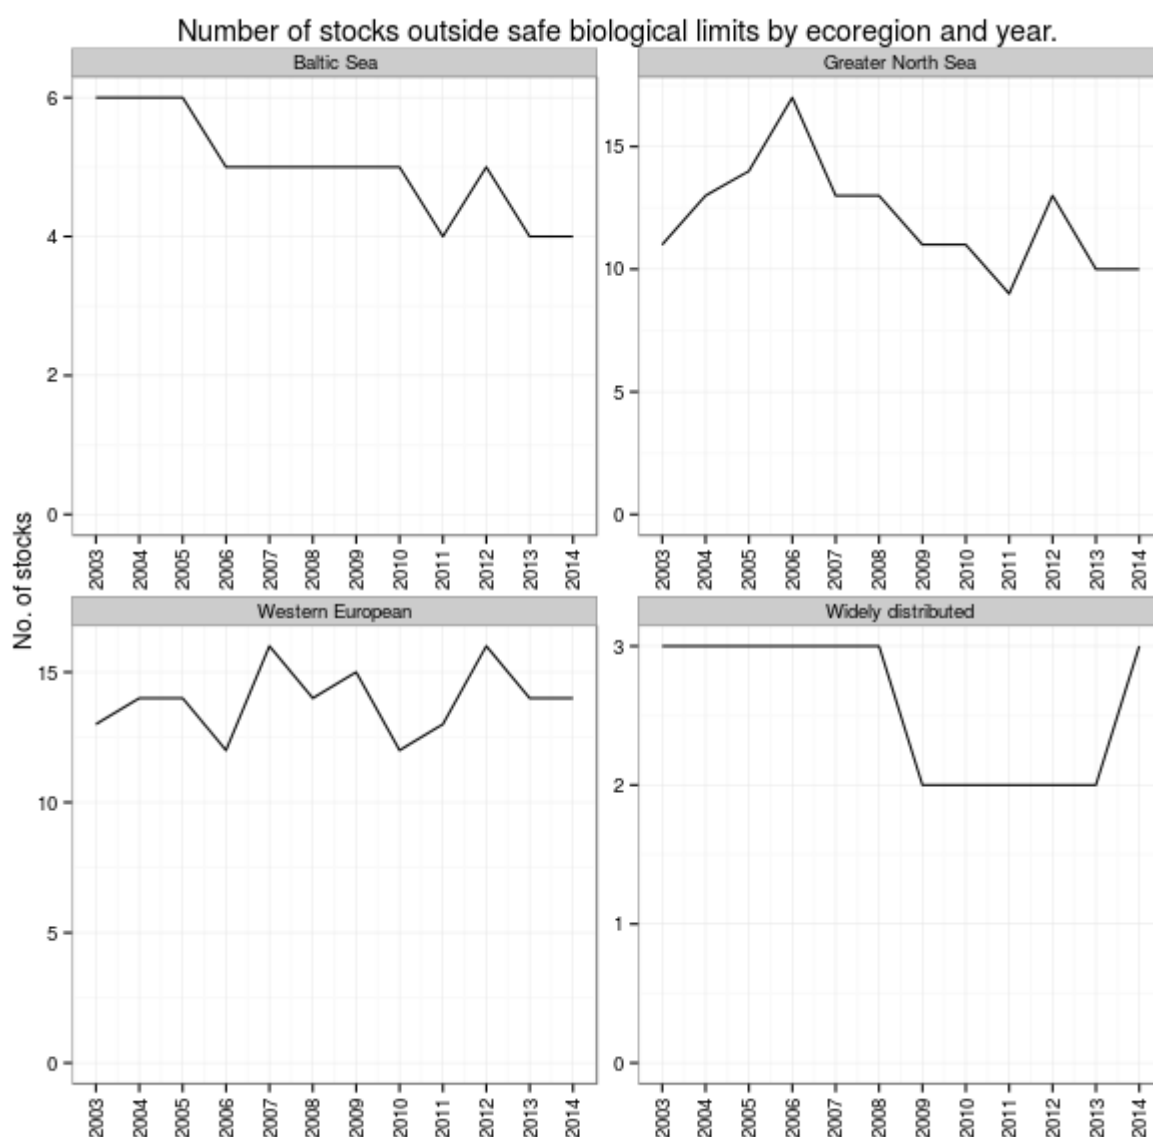 Number of stocks outside safe biological limits by ecoregion and year.
Baltic Sea
Greater North Sea
6
4
2
0
15
10
5
0
2003 2004 2005 2006 2007 2008 2009 2010 2011 2012 2013 2014
2003 2004 2005 2006 2007 2008 2009 2010 2011 2012 2013 2014
No. of stocks
Western European
Widely distributed
15
10
5
0
3
2
1
0
2003 2004 2005 2006 2007 2008 2009 2010 2011 2012 2013 2014
2003 2004 2005 2006 2007 2008 2009 2010 2011 2012 2013 2014